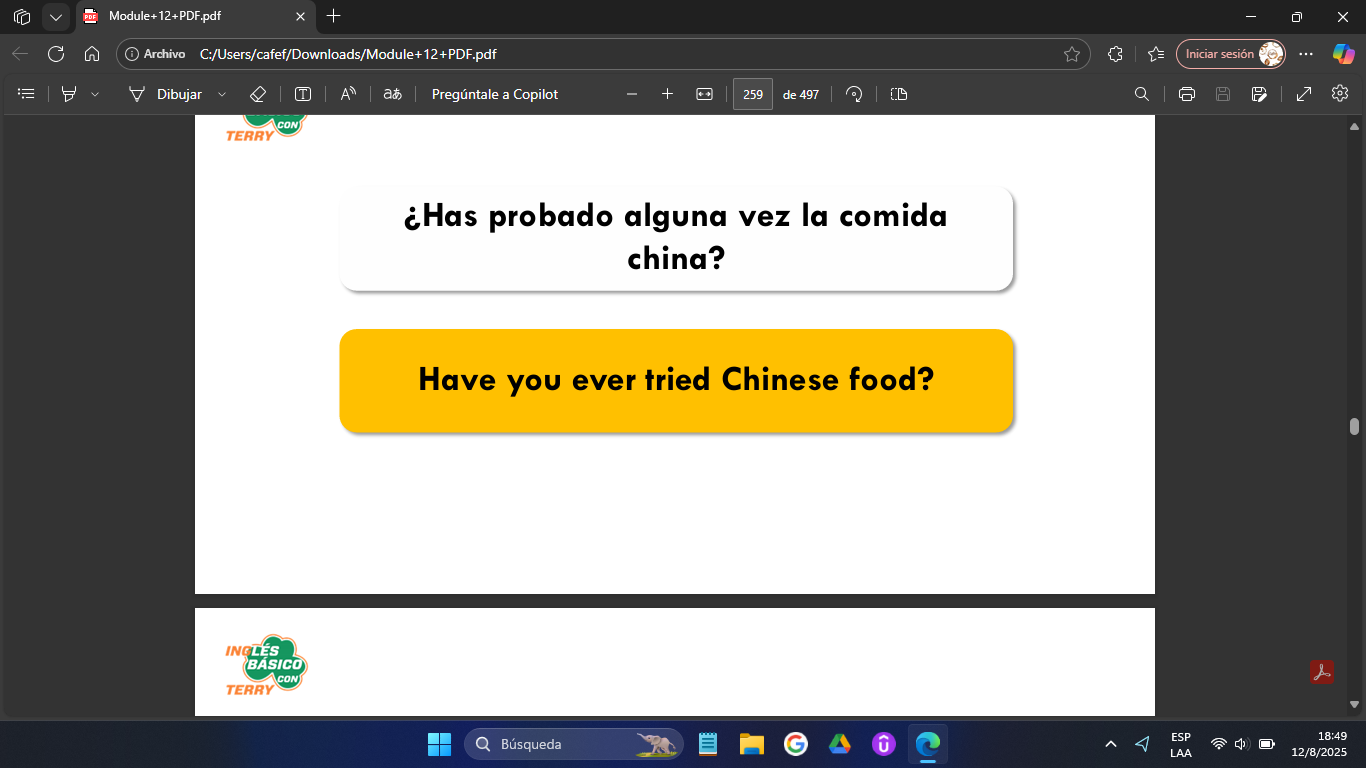 Module+12+PDF.pdf
Archivo C:/Users/cafef/Downloads/Module+12+PDF.pdf Iniciar sesión
Dibujar Pregúntale a Copilot 259 de 497
CON
TERRY
¿Has probado alguna vez la comida
china?
Have you ever tried Chinese food?
INGLÉS
BÁSICO
CON
TERRY
Búsqueda
ESP
LAA
18:49
12/8/2025